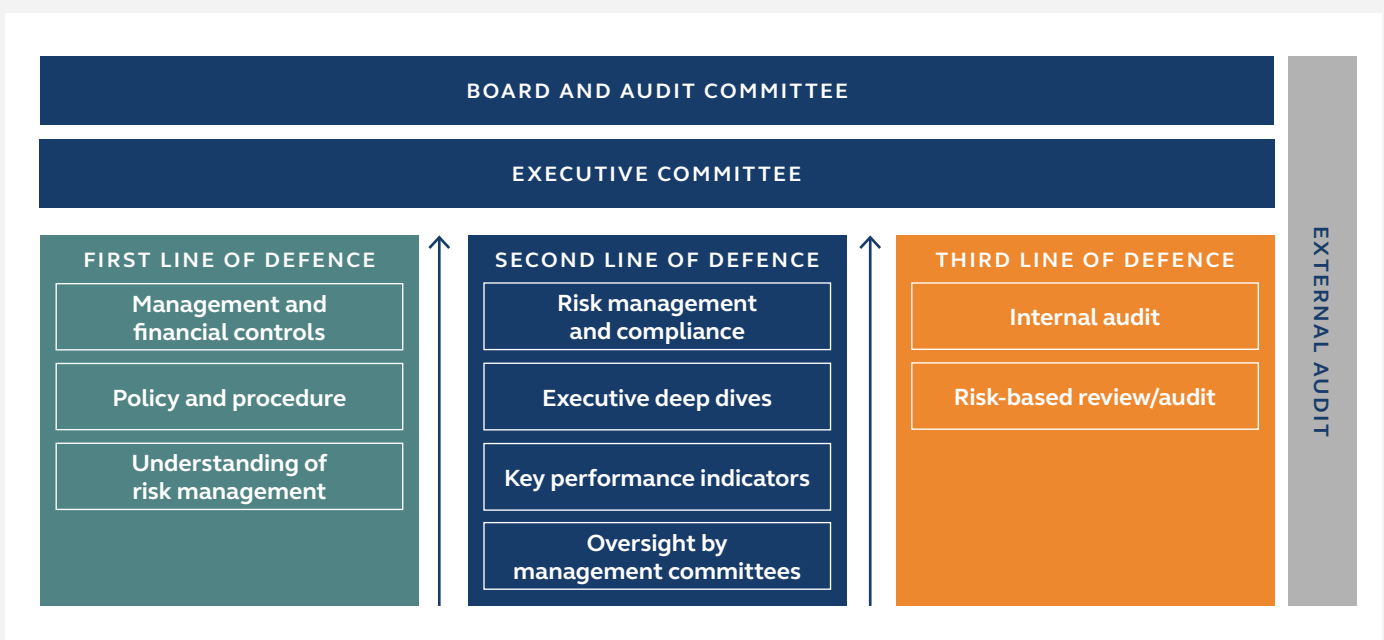 BOARD AND AUDIT COMMITTEE
EXECUTIVE COMMITTEE
FIRST LINE OF DEFENCE
Management and
financial controls
Policy and procedure
Understanding of
risk management
SECOND LINE OF DEFENCE
Risk management
and compliance
Executive deep dives
Key performance indicators
Oversight by
management committees
THIRD LINE OF DEFENCE
Internal audit
Risk-based review/audit
EXTERNAL AUDIT